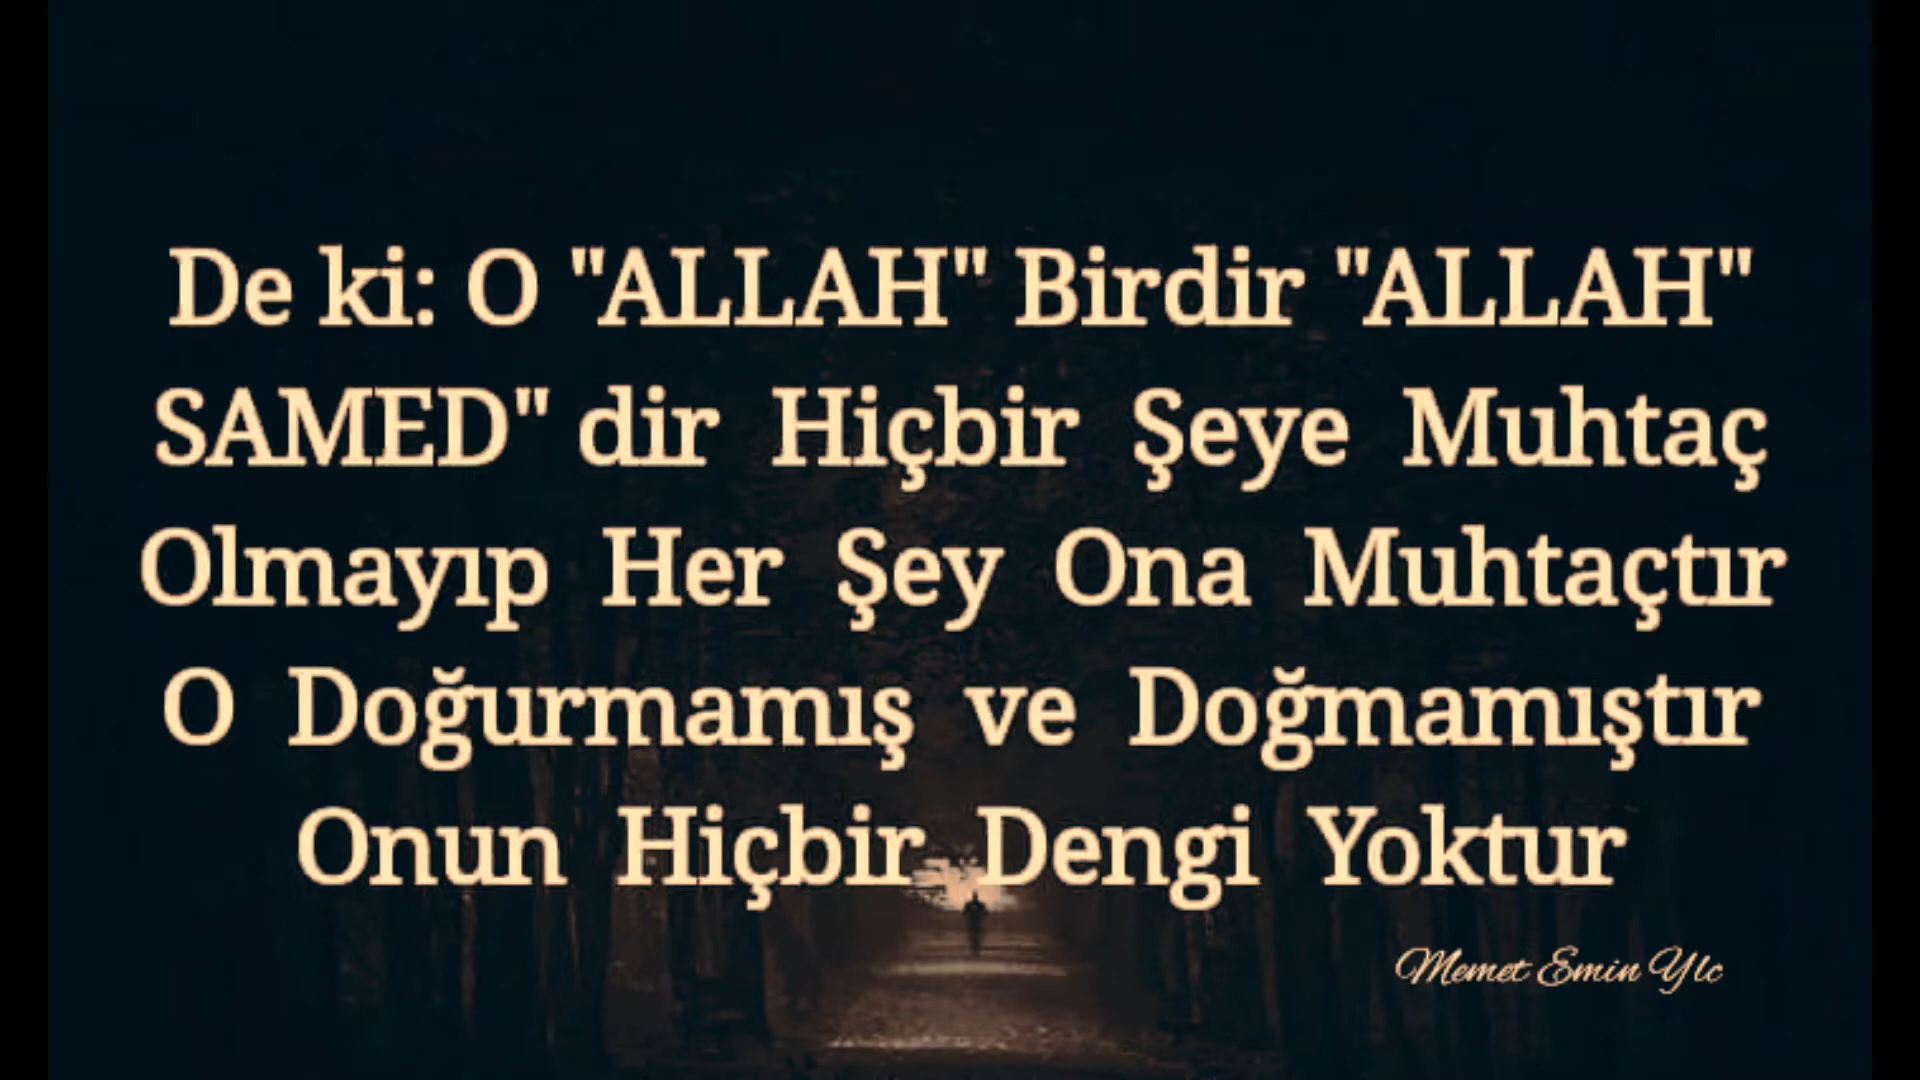 De ki: O "ALLAH" Birdir "ALLAH"
SAMED" dir Hiçbir Şeye Muhtaç
Olmayıp Her Şey Ona Muhtaçtır
O Doğurmamış ve Doğmamıştır
Onun Hiçbir Dengi Yoktur
Memet Emin Ylc